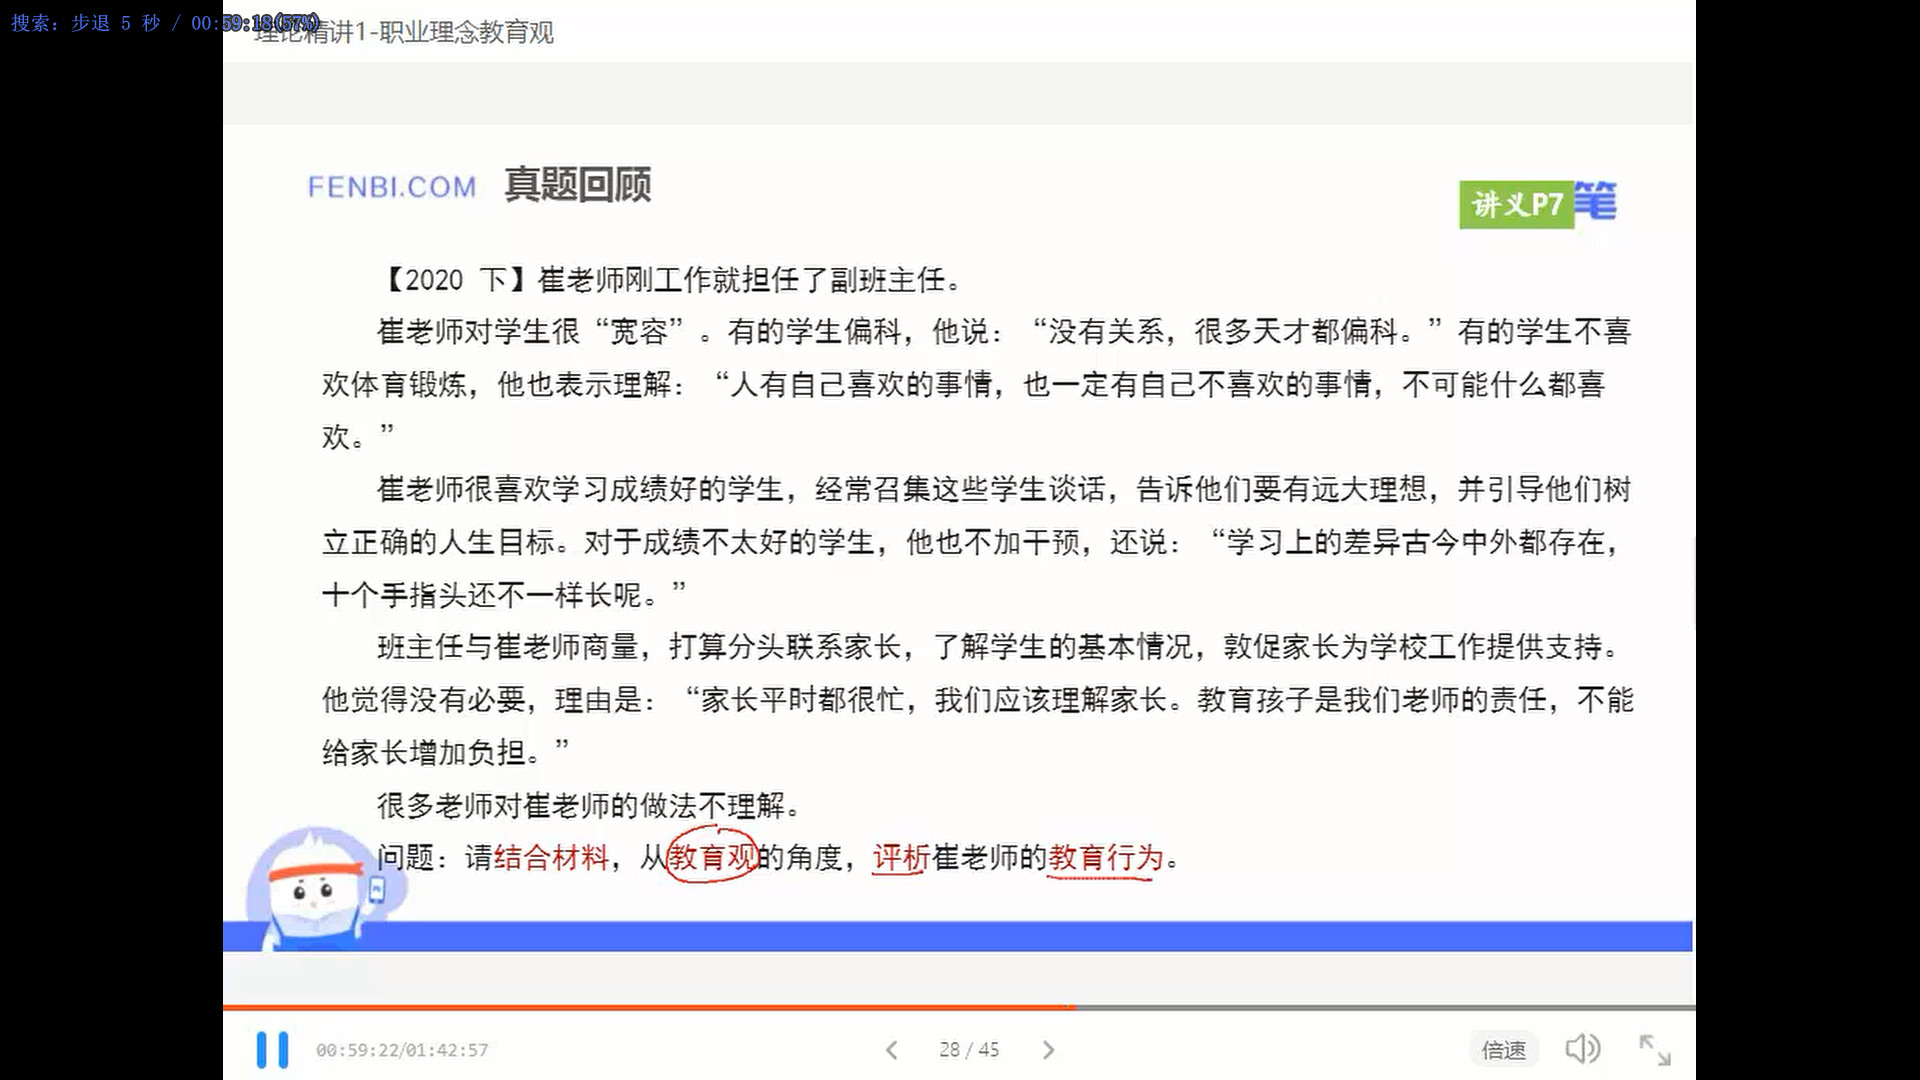 搜索: 步退 5 秒 / 00:59:18(57%)
理论精讲1-职业理念教育观
FENBI.COM 真题回顾
讲义P7
笔
【2020 下】崔老师刚工作就担任了副班主任。
崔老师对学生很“宽容”。有的学生偏科，他说：“没有关系，很多天才都偏科。”有的学生不喜
欢体育锻炼，他也表示理解：“人有自己喜欢的事情，也一定有自己不喜欢的事情，不可能什么都喜
欢。”
崔老师很喜欢学习成绩好的学生，经常召集这些学生谈话，告诉他们要有远大理想，并引导他们树
立正确的人生目标。对于成绩不太好的学生，他也不加干预，还说：“学习上的差异古今中外都存在，
十个手指头还不一样长呢。”
班主任与崔老师商量，打算分头联系家长，了解学生的基本情况，敦促家长为学校工作提供支持。
他觉得没有必要，理由是：“家长平时都很忙，我们应该理解家长。教育孩子是我们老师的责任，不能
给家长增加负担。”
很多老师对崔老师的做法不理解。
问题：请结合材料，从教育观的角度，评析崔老师的教育行为。
00:59:22/01:42:57
28 / 45
倍速